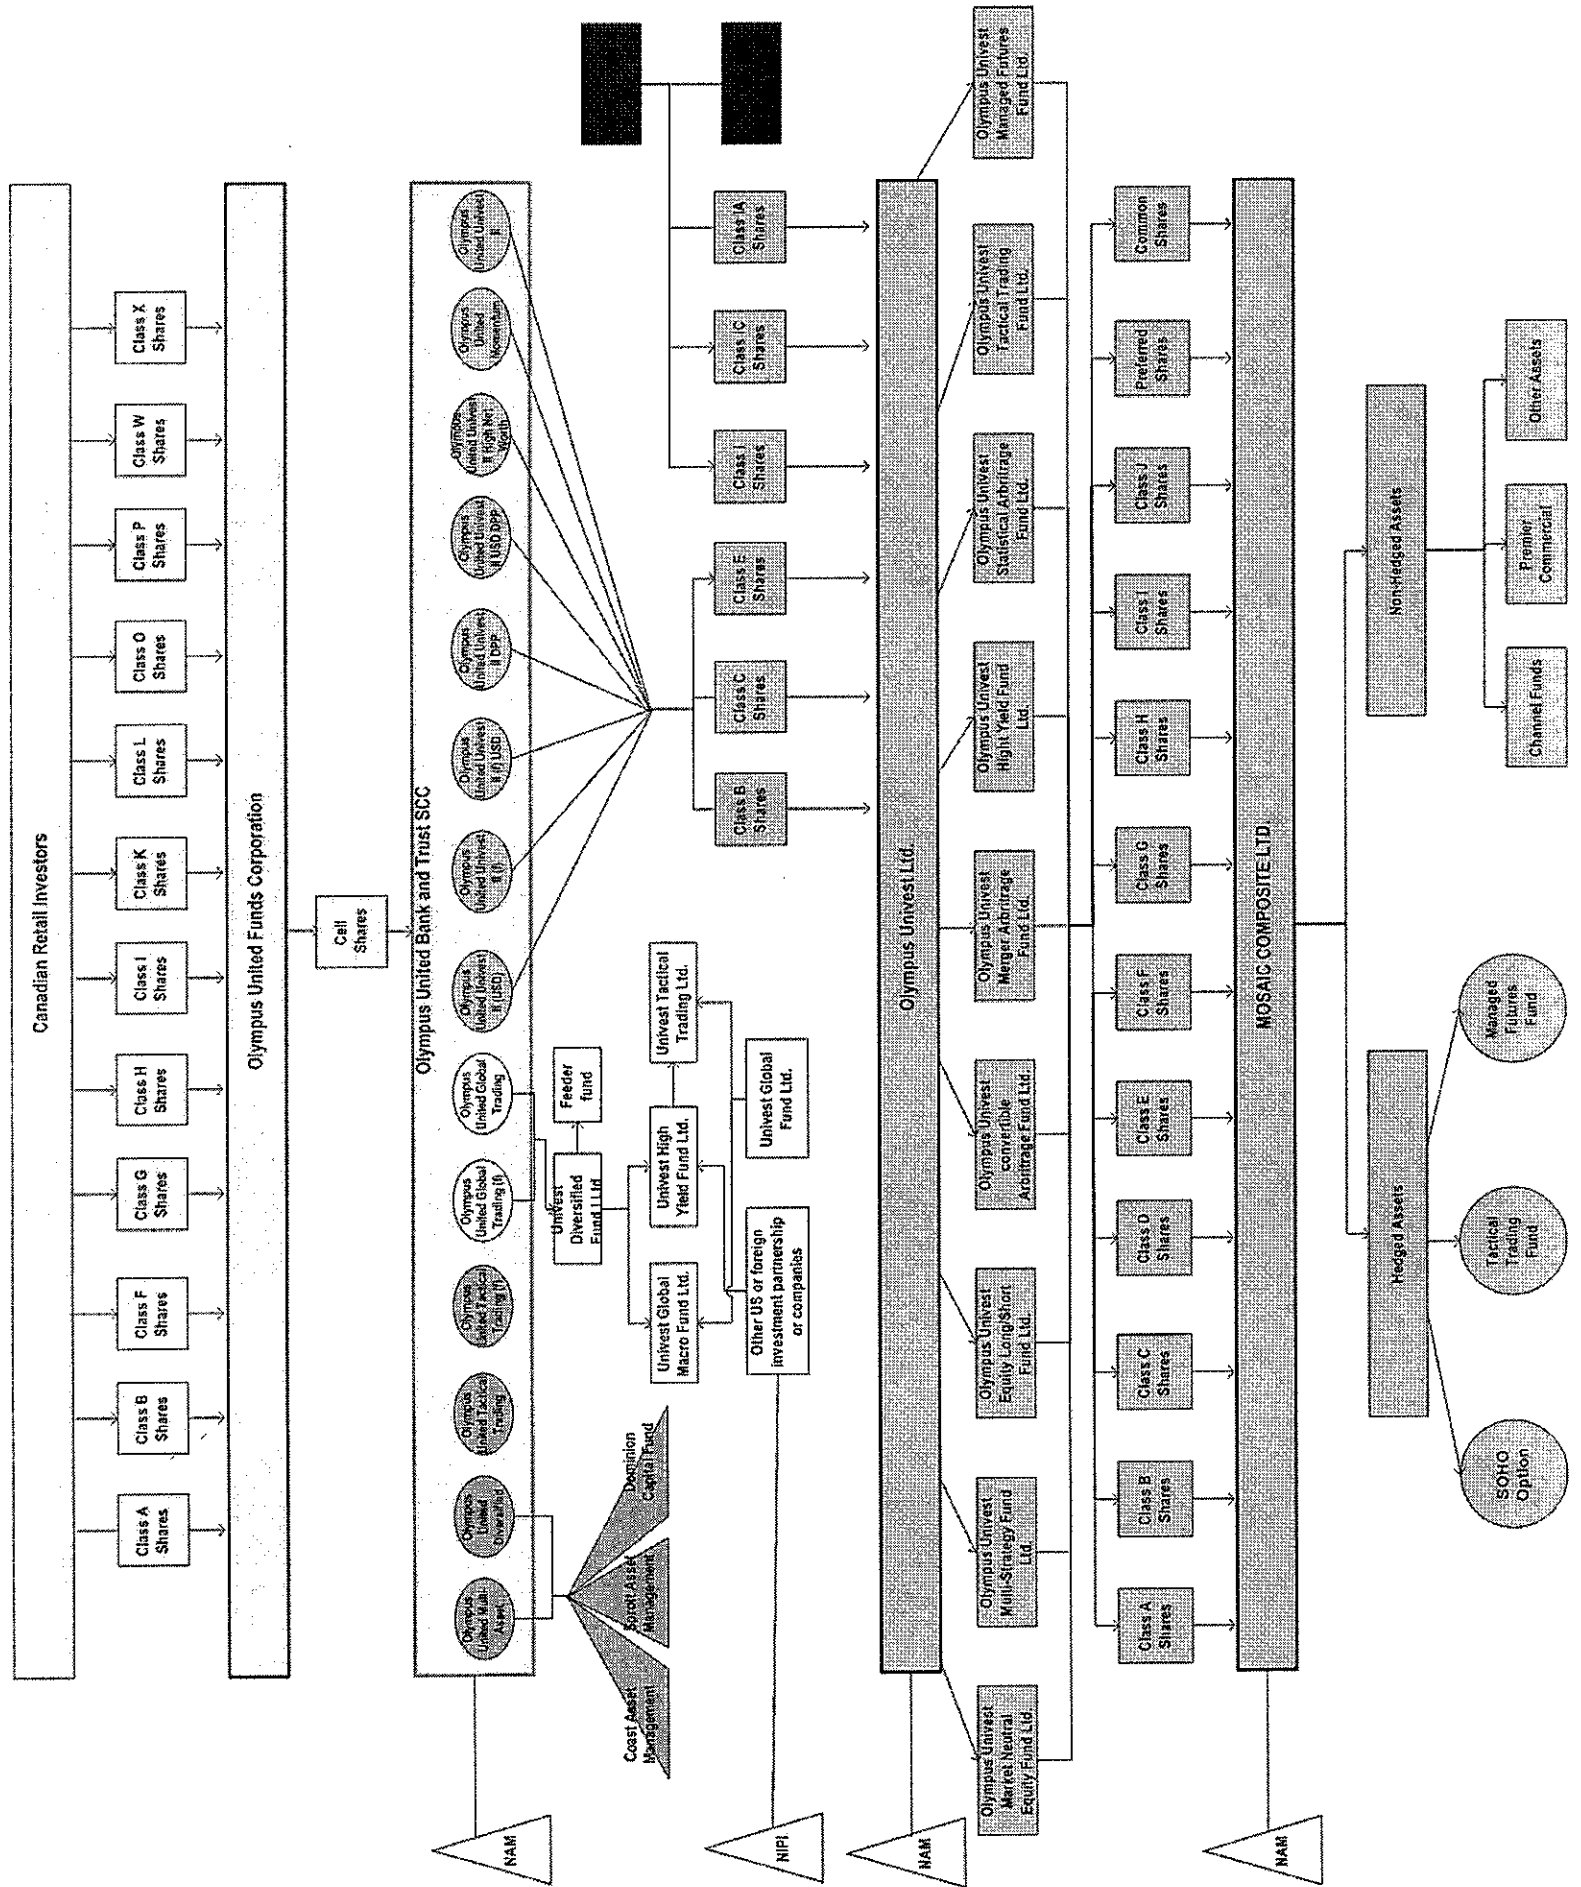 Canadian Retail Investors
Class A
Shares
Class B
Shares
Class F
Shares
Class G
Shares
Class H
Shares
Class I
Shares
Class K
Shares
Class L
Shares
Class O
Shares
Class P
Shares
Class W
Shares
Class X
Shares
Olympus United Funds Corporation
Cell
Shares
Olympus United Bank and Trust SCC
NAM
Olympus
United Multi
Asset
Olympus
United
Diversified
Olympus
United Tactical
Trading
Olympus
United Tactical
Trading (f)
Olympus
United Global
Trading (f)
Olympus
United Global
Trading
Olympus
United Univest
II (USD)
Olympus
United Univest
II (f)
Olympus
United Univest
II (f) USD
Olympus
United Univest
II DPP
Olympus
United Univest
II USD DPP
Olympus
United Univest
II High Net
Worth
Olympus
United
Momentum
Olympus
United Univest
II
Coast Asset
Management
Sprott Asset
Management
Dominion
Capital Fund
Univest
Diversified
Fund Ltd
Feeder
fund
Univest Global
Macro Fund Ltd.
Univest High
Yield Fund Ltd.
Univest Tactical
Trading Ltd.
NIPI
Other US or foreign
investment partnership
or companies
Univest Global
Fund Ltd.
Class B
Shares
Class C
Shares
Class E
Shares
Class I
Shares
Class IC
Shares
Class IA
Shares
NAM
Olympus Univest Ltd.
Olympus Univest
Market Neutral
Equity Fund Ltd.
Olympus Univest
Multi-Strategy Fund
Ltd.
Olympus Univest
Equity Long/Short
Fund Ltd.
Olympus Univest
convertible
Arbritrage Fund Ltd.
Olympus Univest
Merger Arbritrage
Fund Ltd.
Olympus Univest
Hight Yield Fund
Ltd.
Olympus Univest
Statistical Arbritrage
Fund Ltd.
Olympus Univest
Tactical Trading
Fund Ltd.
Olympus Univest
Managed Futures
Fund Ltd.
Class A
Shares
Class B
Shares
Class C
Shares
Class D
Shares
Class E
Shares
Class F
Shares
Class G
Shares
Class H
Shares
Class I
Shares
Class J
Shares
Preferred
Shares
Common
Shares
NAM
MOSAIC COMPOSITE LTD.
Hedged Assets
Non-Hedged Assets
SOHO
Option
Tactical
Trading
Fund
Managed
Futures
Fund
Channel Funds
Premier
Commercial
Other Assets